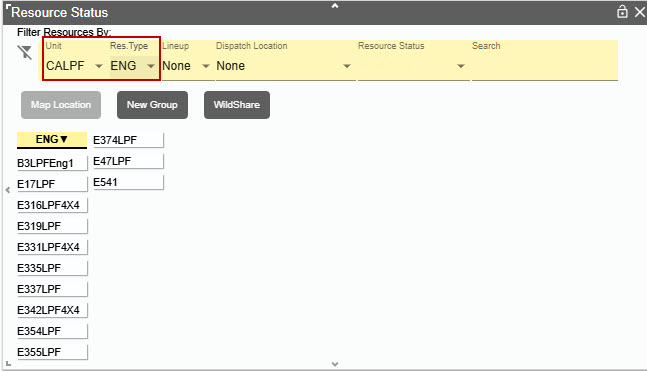 Resource Status
Filter Resources By:
Unit Res.Type Lineup Dispatch Location Resource Status Search
CALPF ENG None None
Map Location New Group WildShare
ENG▼ E374LPF
B3LPFEng1 E47LPF
E17LPF E541
E316LPF4X4
E319LPF
E331LPF4X4
E335LPF
E337LPF
E342LPF4X4
E354LPF
E355LPF